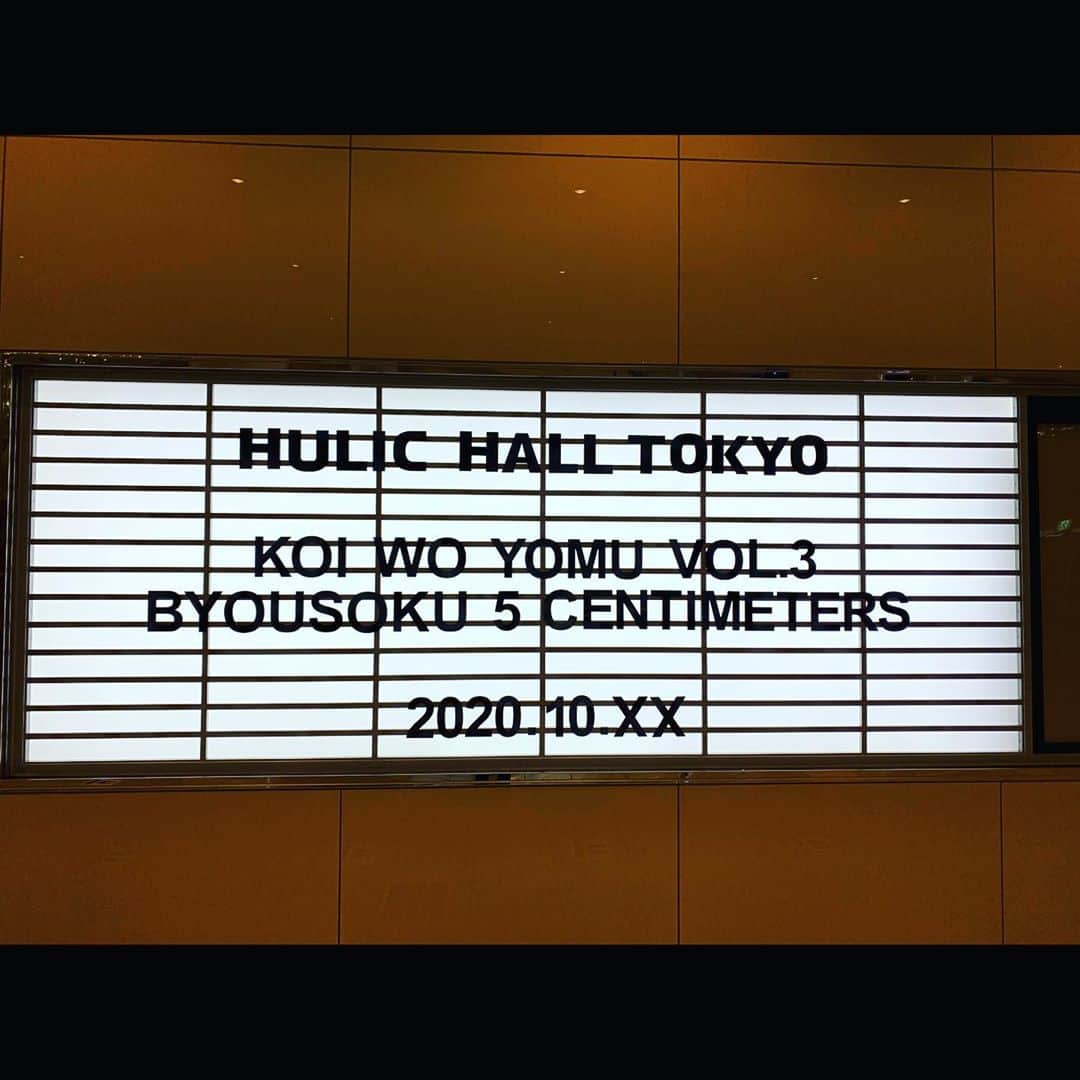 HULIC HALL TOKYO
KOI WO YOMU VOL.3
BYOUSOKU 5 CENTIMETERS
2020.10.XX